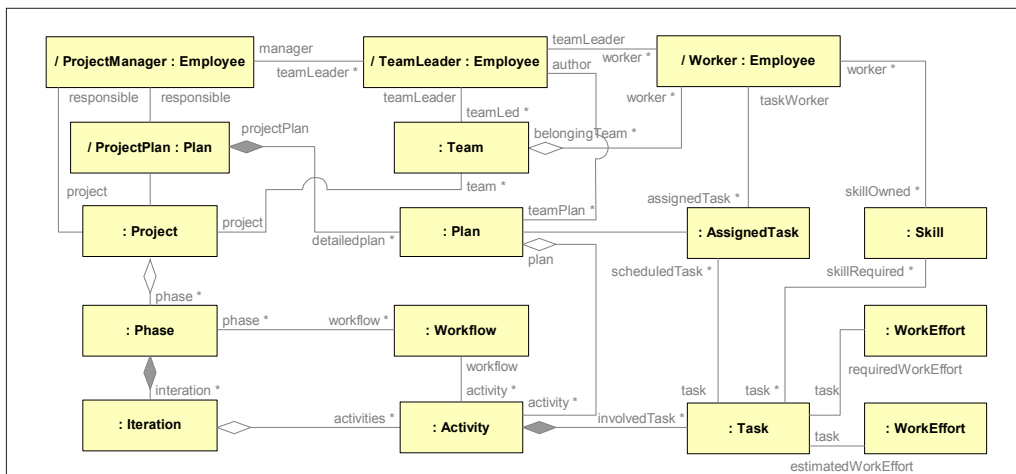 manager
teamLeader
/ ProjectManager : Employee
/ TeamLeader : Employee
worker *
/ Worker : Employee
worker *
teamLeader *
author
responsible
responsible
teamLeader
worker *
taskWorker
teamLed *
projectPlan
belongingTeam *
/ ProjectPlan : Plan
: Team
team *
project
project
assignedTask *
skillOwned *
teamPlan *
: Project
: Plan
: AssignedTask
: Skill
detailedplan *
plan
scheduledTask *
skillRequired *
phase *
: Phase
phase *
workflow *
: Workflow
: WorkEffort
workflow
requiredWorkEffort
interation *
activity *
activity *
task
task *
task
: Iteration
activities *
: Activity
involvedTask *
: Task
: WorkEffort
task
estimatedWorkEffort